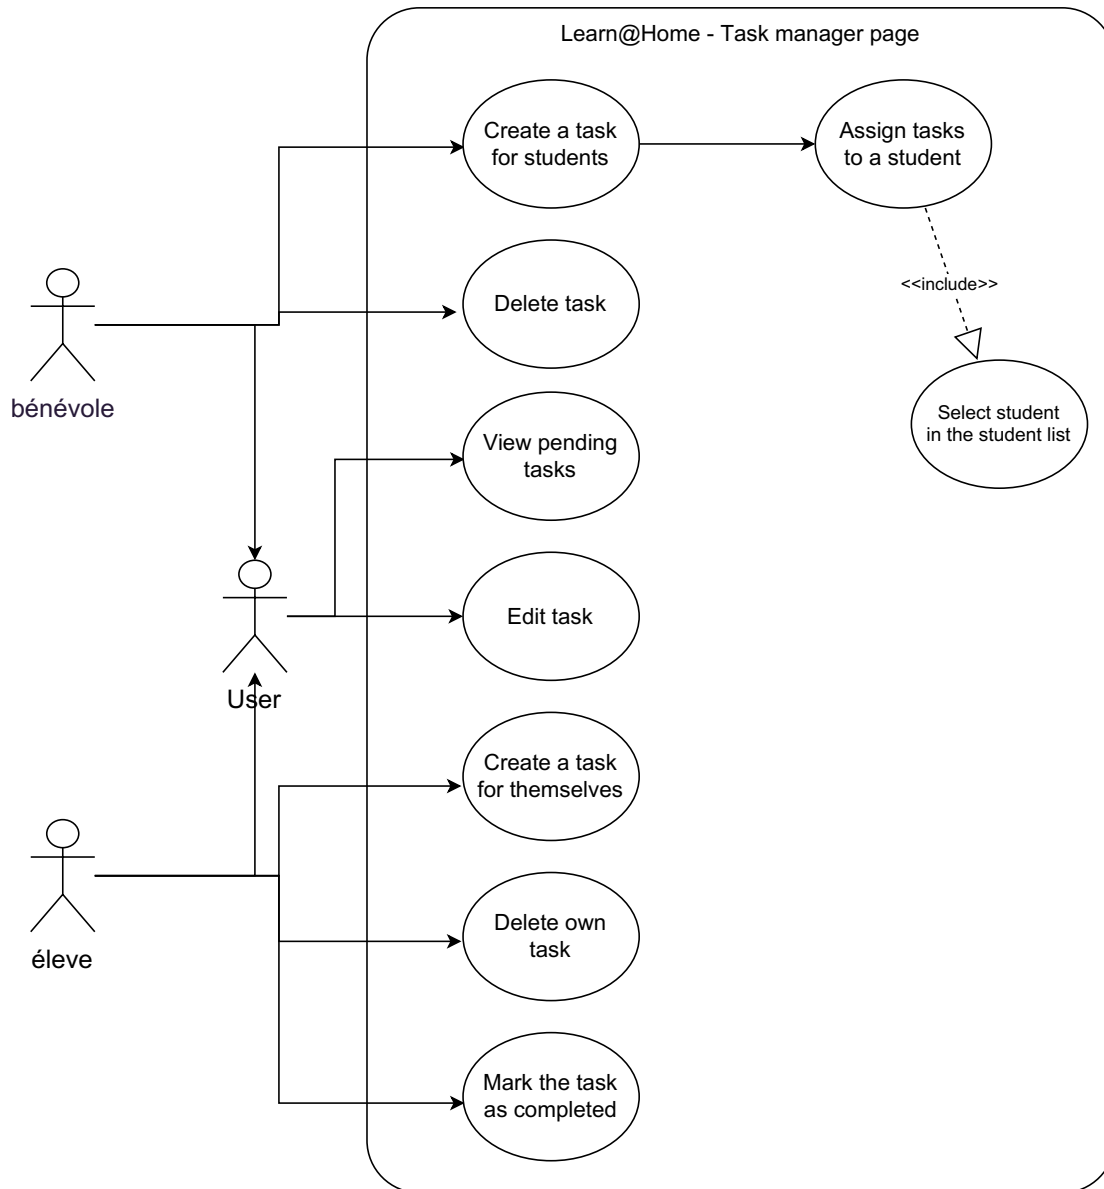 Learn@Home - Task manager page
Create a task
for students
Assign tasks
to a student
<<include>>
Delete task
bénévole
View pending
tasks
Select student
in the student list
Edit task
User
Create a task
for themselves
éleve
Delete own
task
Mark the task
as completed